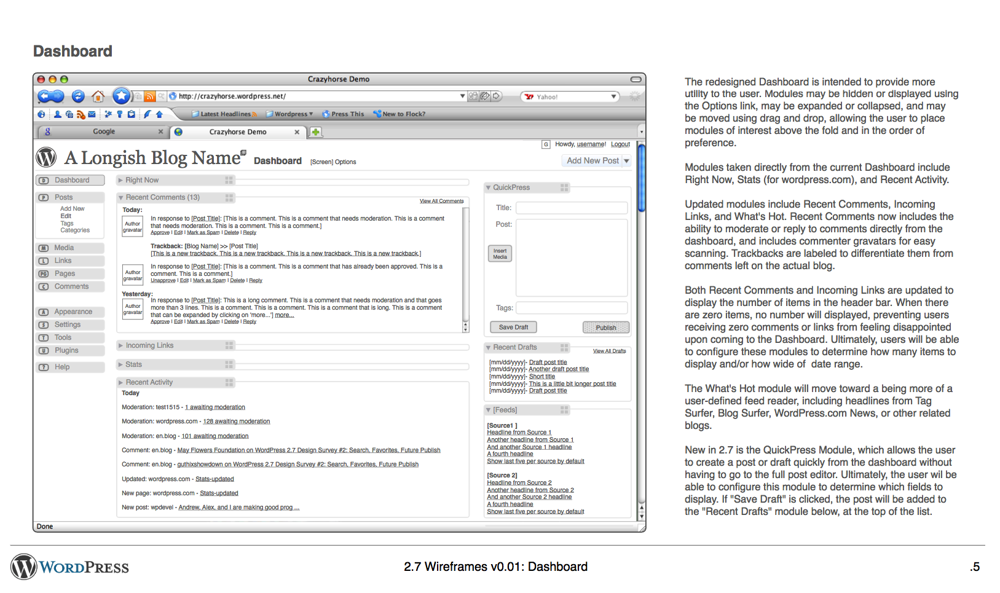 Dashboard
Crazyhorse Demo
http://crazyhorse.wordpress.net/
Yahoo!
Latest Headlines
Wordpress
Press This
New to Flock?
Google
Crazyhorse Demo
G Howdy, username! Logout
A Longish Blog Name
Dashboard
[Screen] Options
Add New Post
D Dashboard
P Posts
Add New
Edit
Tags
Categories
M Media
L Links
PG Pages
C Comments
A Appearance
S Settings
T Tools
U Plugins
? Help
Right Now
Recent Comments (13)
View All Comments
Today:
Author
gravatar
In response to [Post Title]: [This is a comment. This is a comment that needs moderation. This is a comment
that needs moderation. This is a comment. This is a comment.]
Approve | Edit | Mark as Spam | Delete | Reply
Trackback: [Blog Name] >> [Post Title]
[This is a new trackback. This is a new trackback. This is a new trackback. This is a new trackback.]
Author
gravatar
In response to [Post Title]: [This is a comment. This is a comment that has already been approved. This is a
comment. This is a comment.]
Unapprove | Edit | Mark as Spam | Delete | Reply
Yesterday:
Author
gravatar
In response to [Post Title]: [This is a long comment. This is a comment that needs moderation and that goes
more than 3 lines. This is a comment. This is a comment. This is a comment that is long. This is a comment
that can be expanded by clicking on 'more...'] more...
Approve | Edit | Mark as Spam | Delete | Reply
Incoming Links
Stats
Recent Activity
Today
Moderation: test1515 - 1 awaiting moderation
Moderation: wordpress.com - 128 awaiting moderation
Moderation: en.blog - 101 awaiting moderation
Comment: en.blog - May Flowers Foundation on WordPress 2.7 Design Survey #2: Search, Favorites, Future Publish
Comment: en.blog - guthixshowdown on WordPress 2.7 Design Survey #2: Search, Favorites, Future Publish
Updated: wordpress.com - Stats-updated
New page: wordpress.com - Stats-updated
New post: wpdevel - Andrew, Alex, and I are making good prog ...
QuickPress
Title:
Post:
Insert
Media
Tags:
Save Draft
Publish
Recent Drafts
View All Drafts
[mm/dd/yyyy]- Draft post title
[mm/dd/yyyy]- Another draft post title
[mm/dd/yyyy]- Short title
[mm/dd/yyyy]- This is a little bit longer post title
[mm/dd/yyyy]- Draft post title
[Feeds]
[Source1 ]
Headline from Source 1
Another headline from Source 1
And another Source 1 headline
A fourth headline
Show last five per source by default
[Source 2]
Headline from Source 2
Another headline from Source 2
And another Source 2 headline
A fourth headline
Show last five per source by default
Done
The redesigned Dashboard is intended to provide more
utility to the user. Modules may be hidden or displayed using
the Options link, may be expanded or collapsed, and may
be moved using drag and drop, allowing the user to place
modules of interest above the fold and in the order of
preference.
Modules taken directly from the current Dashboard include
Right Now, Stats (for wordpress.com), and Recent Activity.
Updated modules include Recent Comments, Incoming
Links, and What's Hot. Recent Comments now includes the
ability to moderate or reply to comments directly from the
dashboard, and includes commenter gravatars for easy
scanning. Trackbacks are labeled to differentiate them from
comments left on the actual blog.
Both Recent Comments and Incoming Links are updated to
display the number of items in the header bar. When there
are zero items, no number will displayed, preventing users
receiving zero comments or links from feeling disappointed
upon coming to the Dashboard. Ultimately, users will be able
to configure these modules to determine how many items to
display and/or how wide of date range.
The What's Hot module will move toward a being more of a
user-defined feed reader, including headlines from Tag
Surfer, Blog Surfer, WordPress.com News, or other related
blogs.
New in 2.7 is the QuickPress Module, which allows the user
to create a post or draft quickly from the dashboard without
having to go to the full post editor. Ultimately, the user wil be
able to configure this module to determine which fields to
display. If "Save Draft" is clicked, the post will be added to
the "Recent Drafts" module below, at the top of the list.
WORDPRESS
2.7 Wireframes v0.01: Dashboard
.5